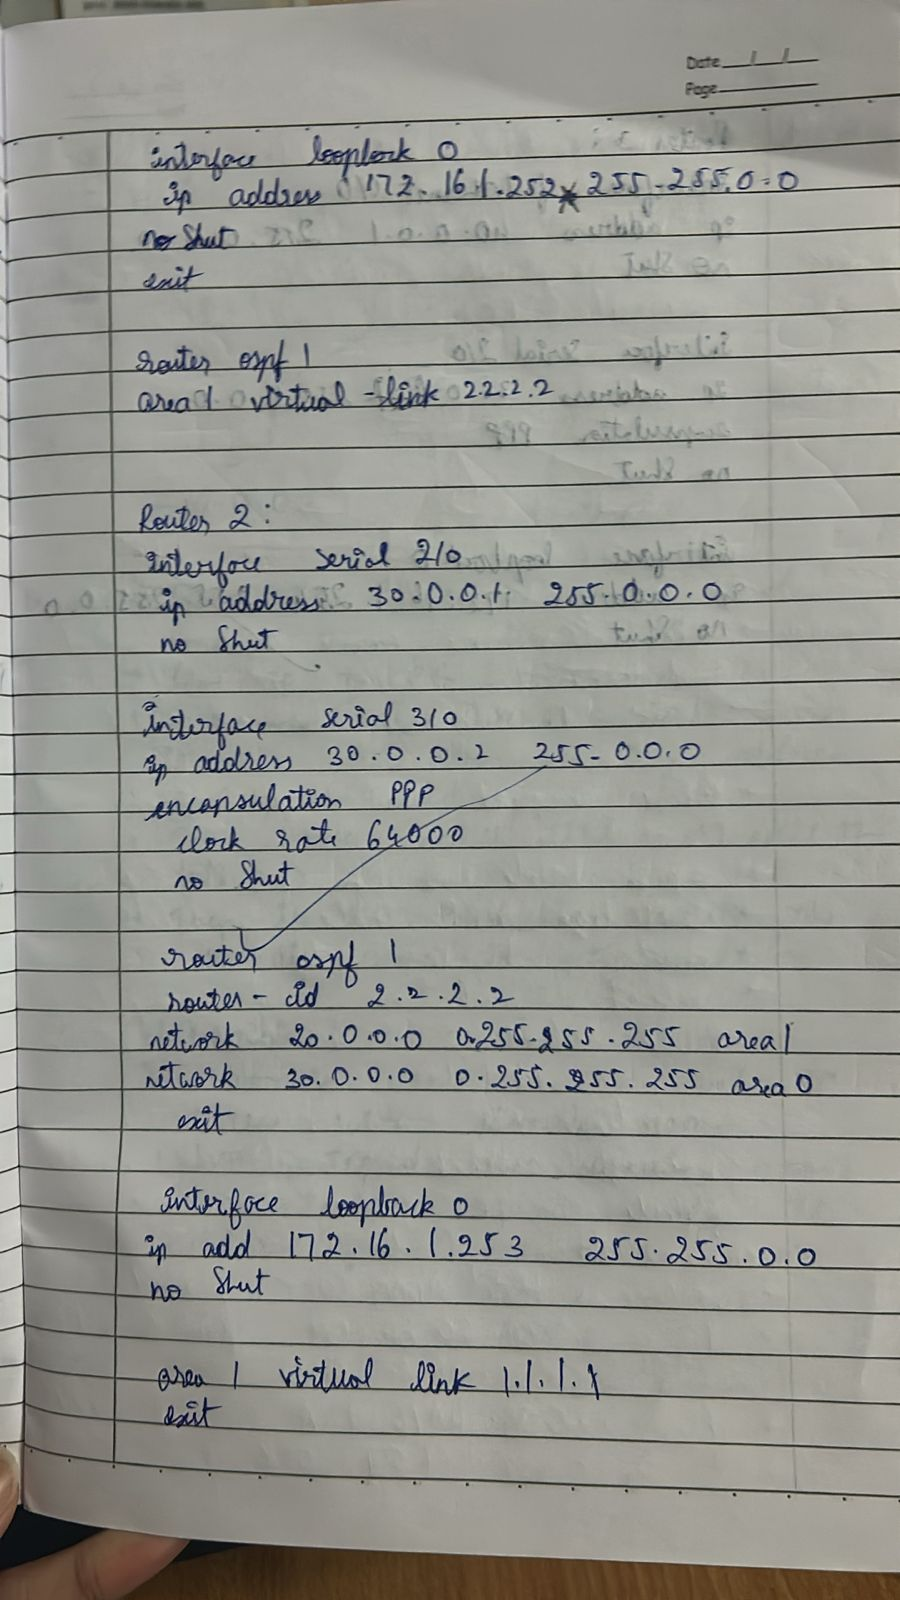 Date / /
Page
interface loopback 0
ip address 172.16.1.252 255.255.0.0
no shut
exit
router ospf 1
area 1 virtual-link 2.2.2.2
Router 2:
interface serial 2/0
ip address 30.0.0.1 255.0.0.0
no Shut
interface serial 3/0
ip address 30.0.0.2 255.0.0.0
encapsulation PPP
clock rate 64000
no Shut
router ospf 1
router-id 2.2.2.2
network 20.0.0.0 0.255.255.255 area 1
network 30.0.0.0 0.255.255.255 area 0
exit
interface loopback 0
ip add 172.16.1.253 255.255.0.0
no Shut
area 1 virtual link 1.1.1.1
exit